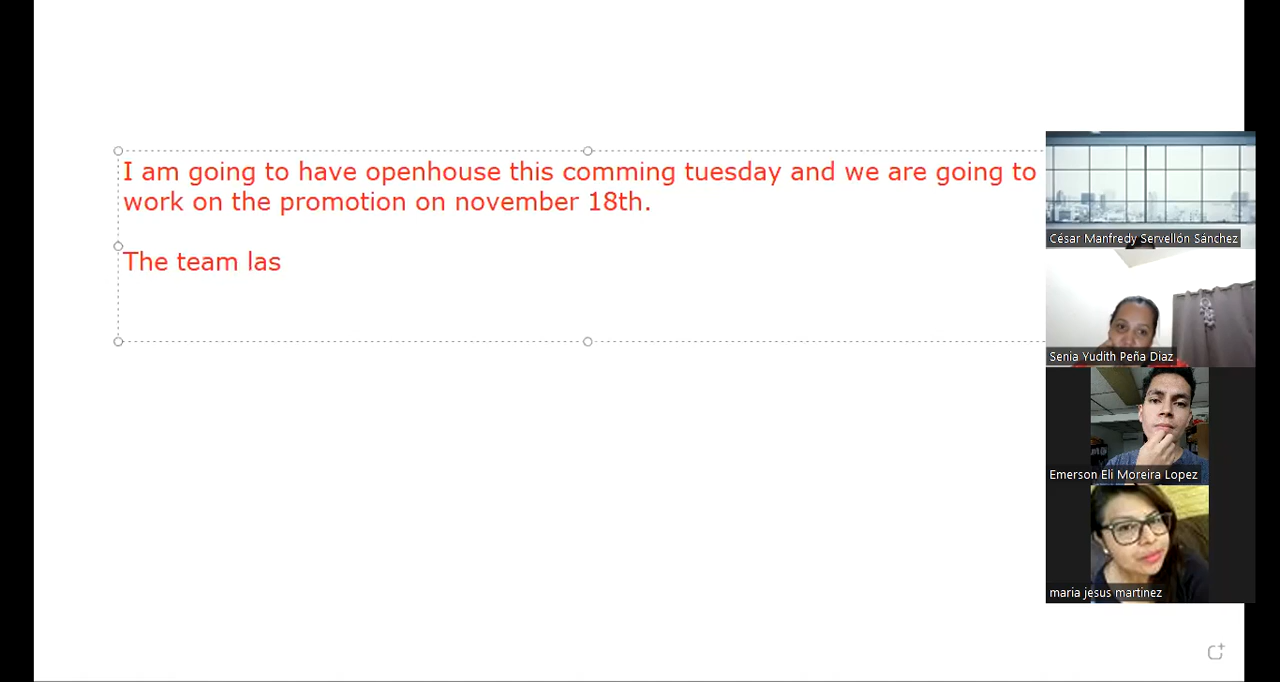 I am going to have openhouse this comming tuesday and we are going to
work on the promotion on november 18th.
The team las
César Manfredy Servellón Sánchez
Senia Yudith Peña Diaz
Emerson Eli Moreira Lopez
maria jesus martinez